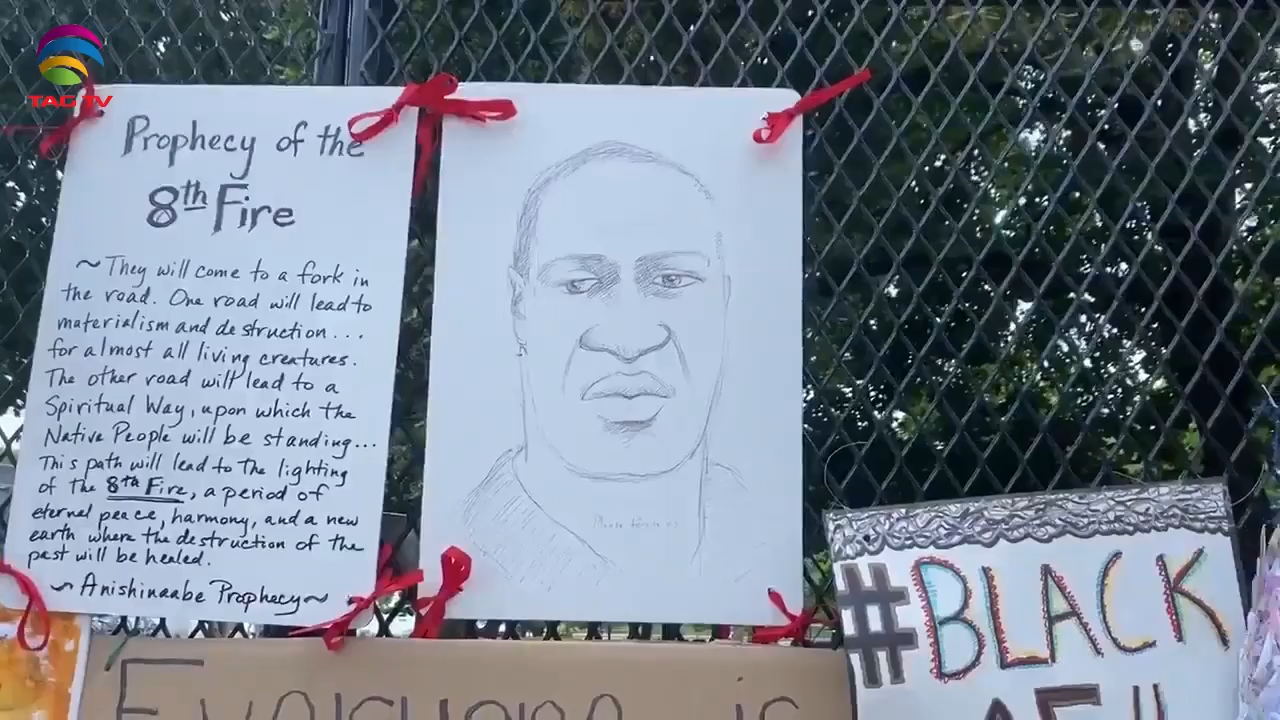 TAG TV
Prophecy of the
8th Fire
~They will come to a fork in
the road. One road will lead to
materialism and destruction....
for almost all living creatures.
The other road will lead to a
Spiritual Way, upon which the
Native People will be standing...
This path will lead to the lighting
of the 8th Fire, a period of
eternal peace, harmony, and a new
earth where the destruction of the
past will be healed.
~ Anishinaabe Prophecy~
#BLACK
Everyone is